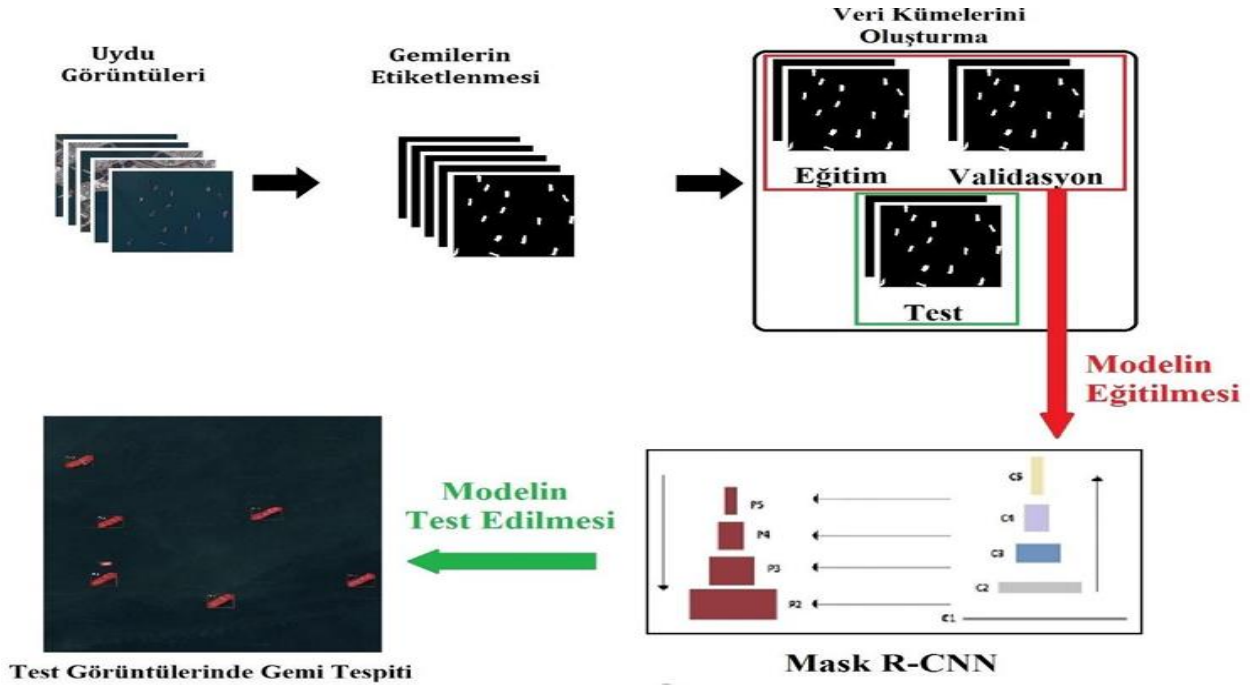 Uydu
Görüntüleri
Gemilerin
Etiketlenmesi
Veri Kümelerini
Oluşturma
Eğitim
Validasyon
Test
Modelin
Eğitilmesi
C5
C4
C3
C2
C1
P5
P4
P3
P2
Mask R-CNN
Modelin
Test Edilmesi
Test Görüntülerinde Gemi Tespiti